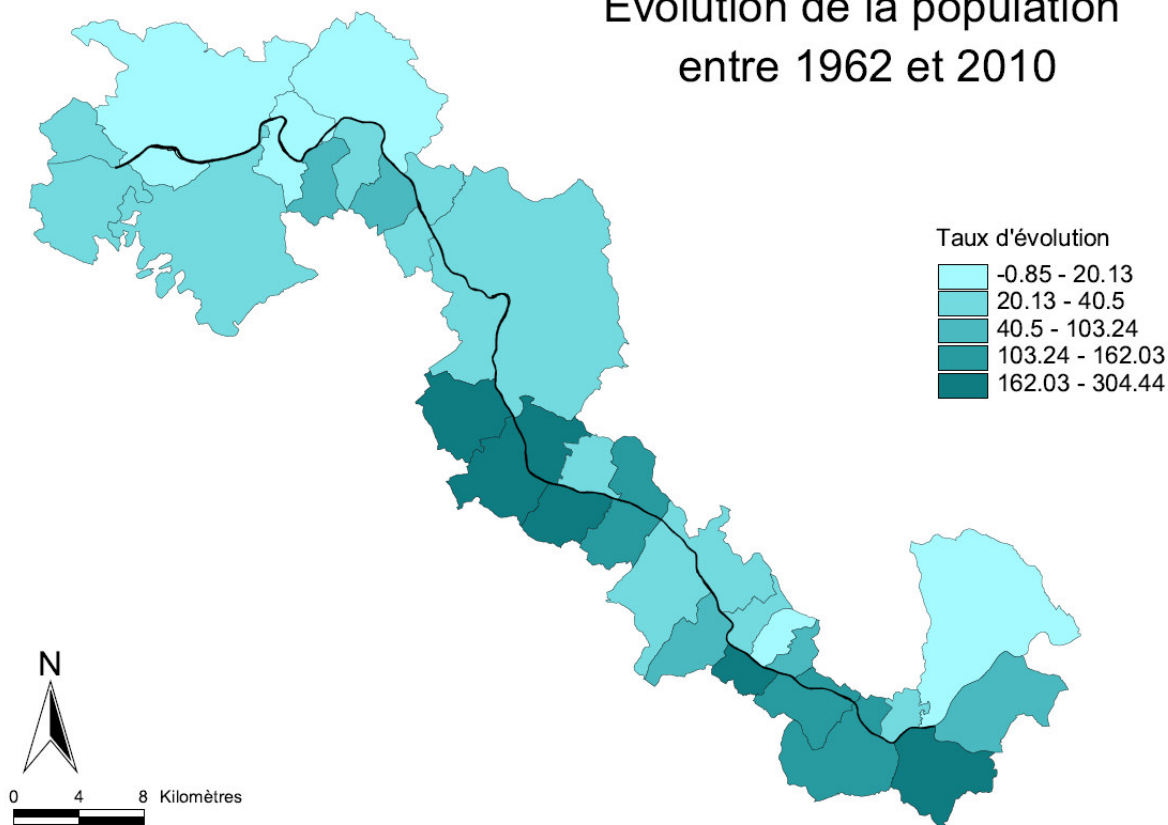 Evolution de la population
entre 1962 et 2010
Taux d'évolution
-0.85 - 20.13
20.13 - 40.5
40.5 - 103.24
103.24 - 162.03
162.03 - 304.44
N
0 4 8 Kilomètres